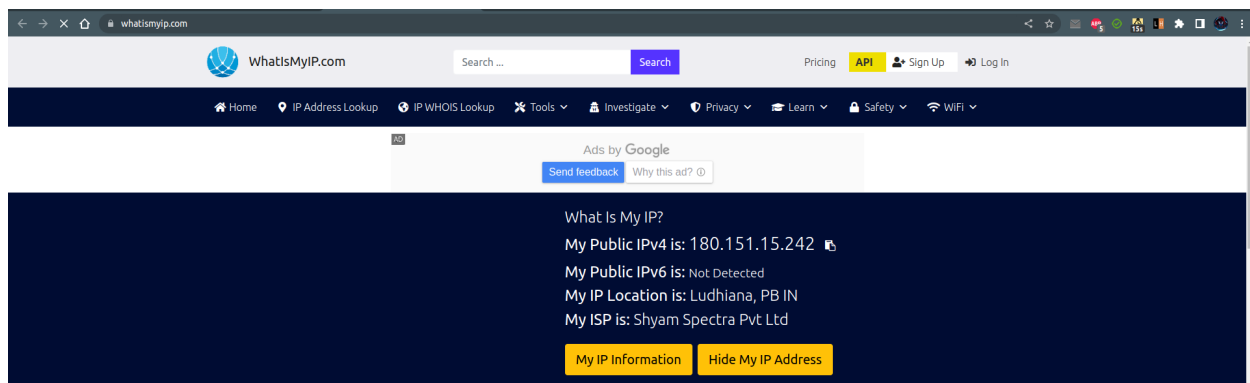 whatismyip.com
ABP 5 15s
WhatIsMyIP.com Search ... Search Pricing API Sign Up Log In
Home IP Address Lookup IP WHOIS Lookup Tools Investigate Privacy Learn Safety WiFi
AD
Ads by Google
Send feedback Why this ad?
What Is My IP?
My Public IPv4 is: 180.151.15.242
My Public IPv6 is: Not Detected
My IP Location is: Ludhiana, PB IN
My ISP is: Shyam Spectra Pvt Ltd
My IP Information Hide My IP Address